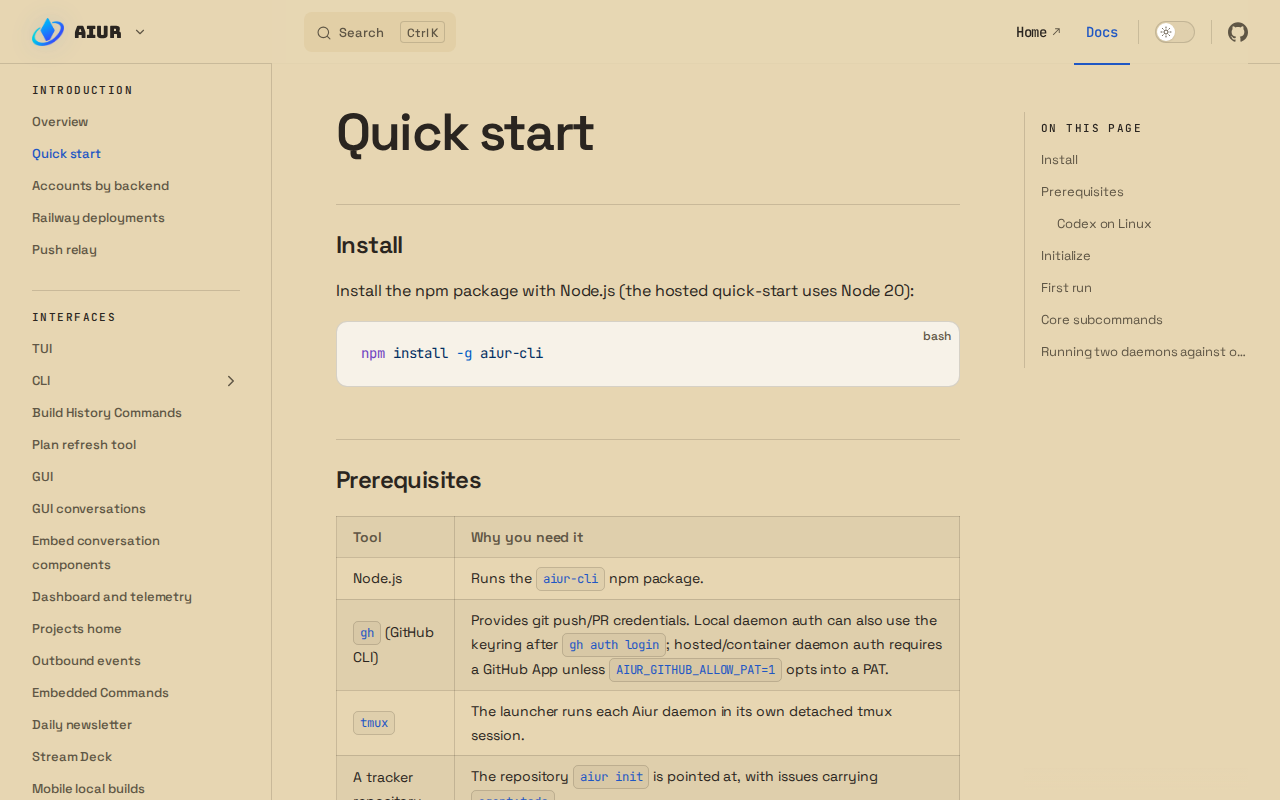 AIUR
Search
Ctrl K
Home
Docs
INTRODUCTION
Overview
Quick start
Accounts by backend
Railway deployments
Push relay
INTERFACES
TUI
CLI
Build History Commands
Plan refresh tool
GUI
GUI conversations
Embed conversation
components
Dashboard and telemetry
Projects home
Outbound events
Embedded Commands
Daily newsletter
Stream Deck
Mobile local builds
Quick start
Install
Install the npm package with Node.js (the hosted quick-start uses Node 20):
bash
npm install -g aiur-cli
Prerequisites
Tool
Why you need it
Node.js
Runs the aiur-cli npm package.
gh (GitHub
CLI)
Provides git push/PR credentials. Local daemon auth can also use the
keyring after gh auth login; hosted/container daemon auth requires
a GitHub App unless AIUR_GITHUB_ALLOW_PAT=1 opts into a PAT.
tmux
The launcher runs each Aiur daemon in its own detached tmux
session.
A tracker
The repository aiur init is pointed at, with issues carrying
ON THIS PAGE
Install
Prerequisites
Codex on Linux
Initialize
First run
Core subcommands
Running two daemons against o…